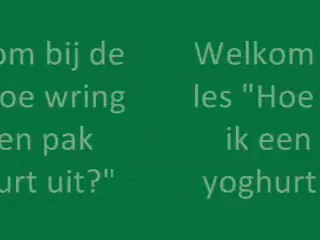 om bij de
oe wring
en pak
urt uit?"
Welkom
les "Hoe
ik een
yoghurt